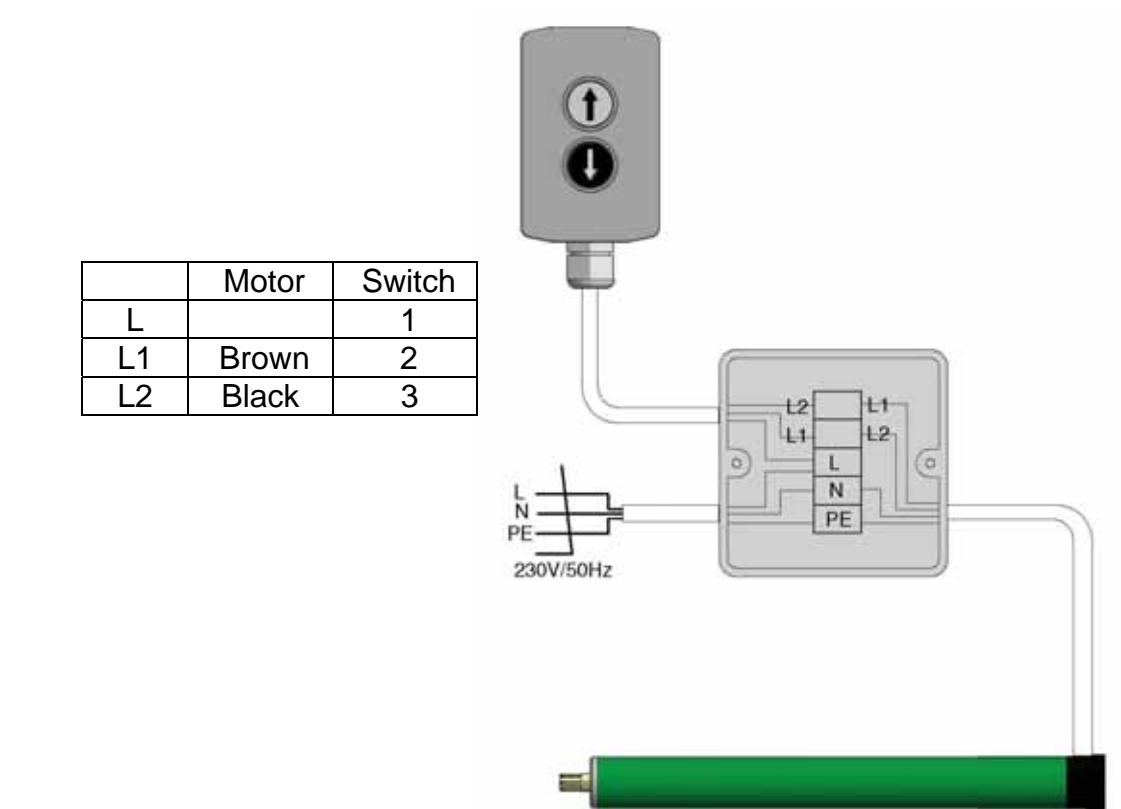 Motor Switch
L 1
L1 Brown 2
L2 Black 3
L2 L1
L1 L2
L
N
PE
L
N
PE
230V/50Hz